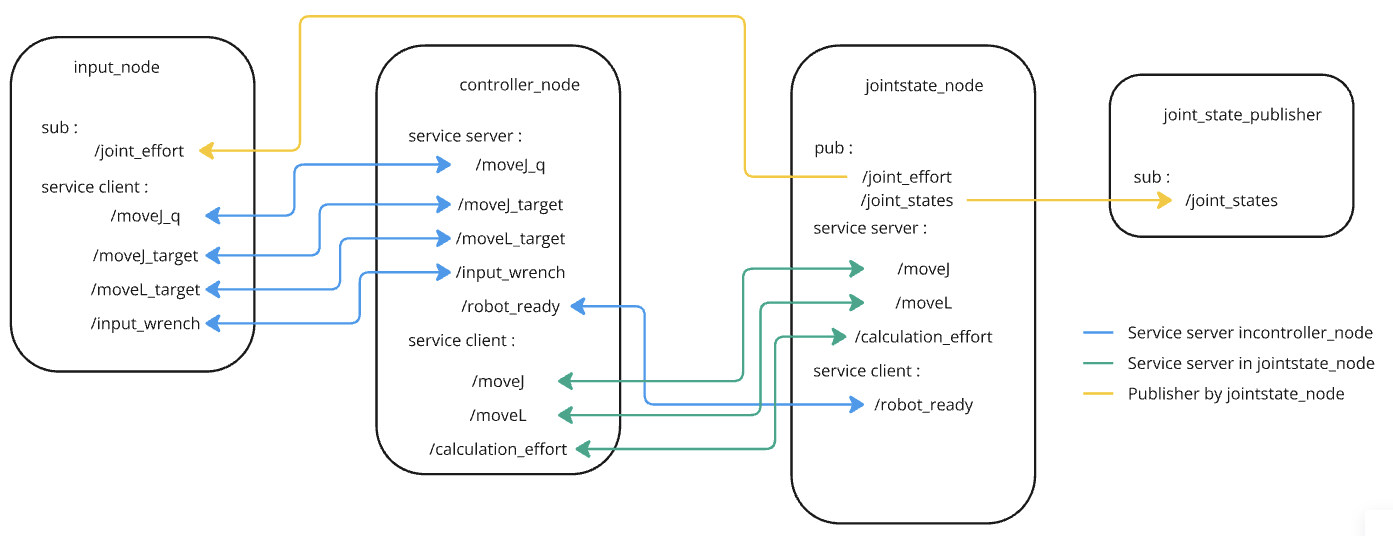 input_node
sub :
/joint_effort
service client :
/moveJ_q
/moveJ_target
/moveL_target
/input_wrench
controller_node
service server :
/moveJ_q
/moveJ_target
/moveL_target
/input_wrench
/robot_ready
service client :
/moveJ
/moveL
/calculation_effort
jointstate_node
pub :
/joint_effort
/joint_states
service server :
/moveJ
/moveL
/calculation_effort
service client :
/robot_ready
joint_state_publisher
sub :
/joint_states
Service server incontroller_node
Service server in jointstate_node
Publisher by jointstate_node